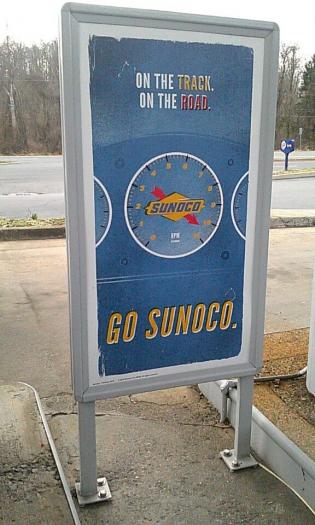 ON THE TRACK.
ON THE ROAD.
SUNOCO
RPM
GO SUNOCO.